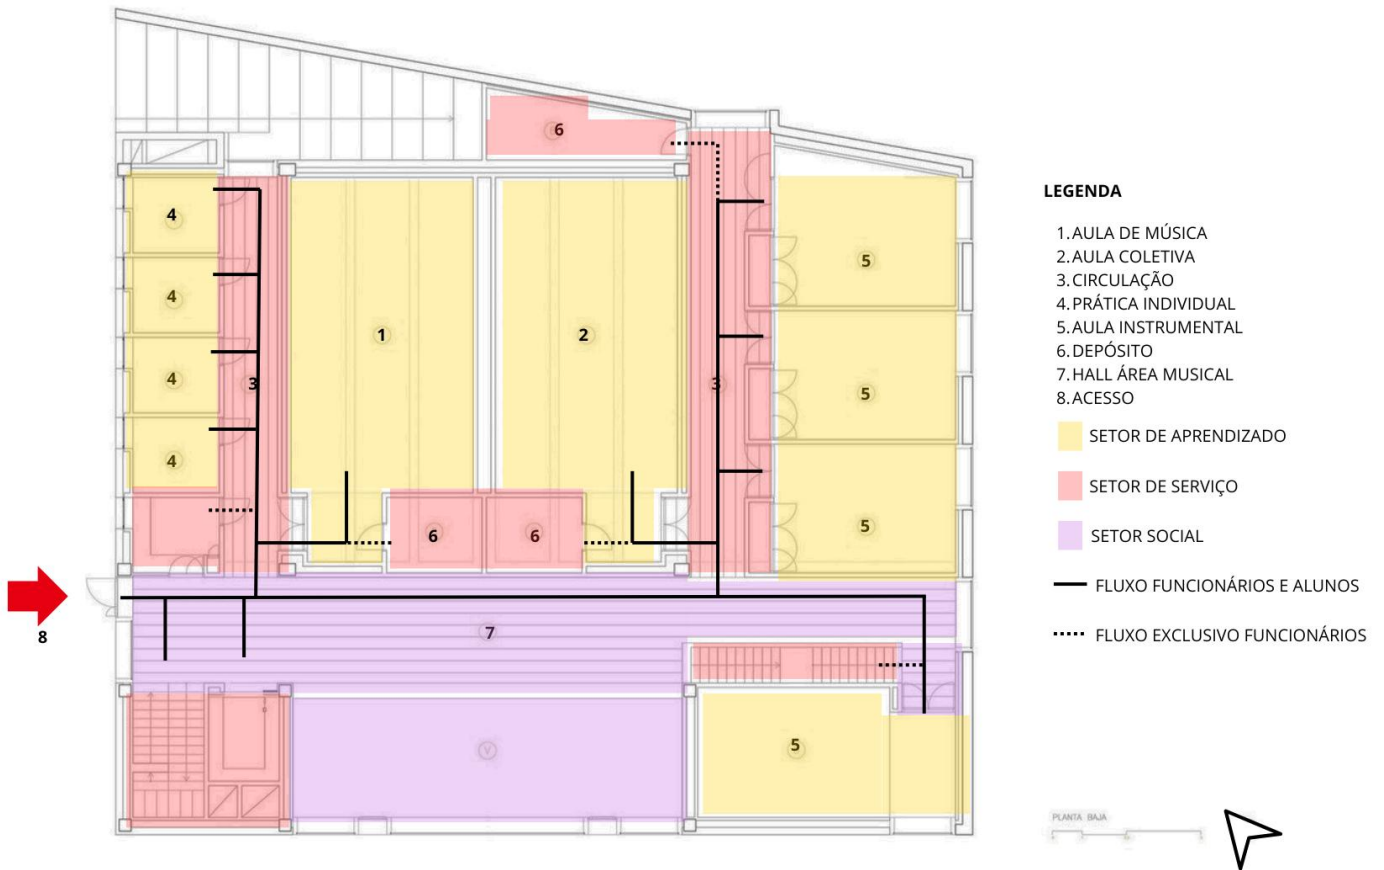 6
4
4
4
4
3
1
2
3
5
5
5
6
6
7
8
5
V
LEGENDA
1. AULA DE MÚSICA
2. AULA COLETIVA
3. CIRCULAÇÃO
4. PRÁTICA INDIVIDUAL
5. AULA INSTRUMENTAL
6. DEPÓSITO
7. HALL ÁREA MUSICAL
8. ACESSO
SETOR DE APRENDIZADO
SETOR DE SERVIÇO
SETOR SOCIAL
FLUXO FUNCIONÁRIOS E ALUNOS
FLUXO EXCLUSIVO FUNCIONÁRIOS
PLANTA BAJA